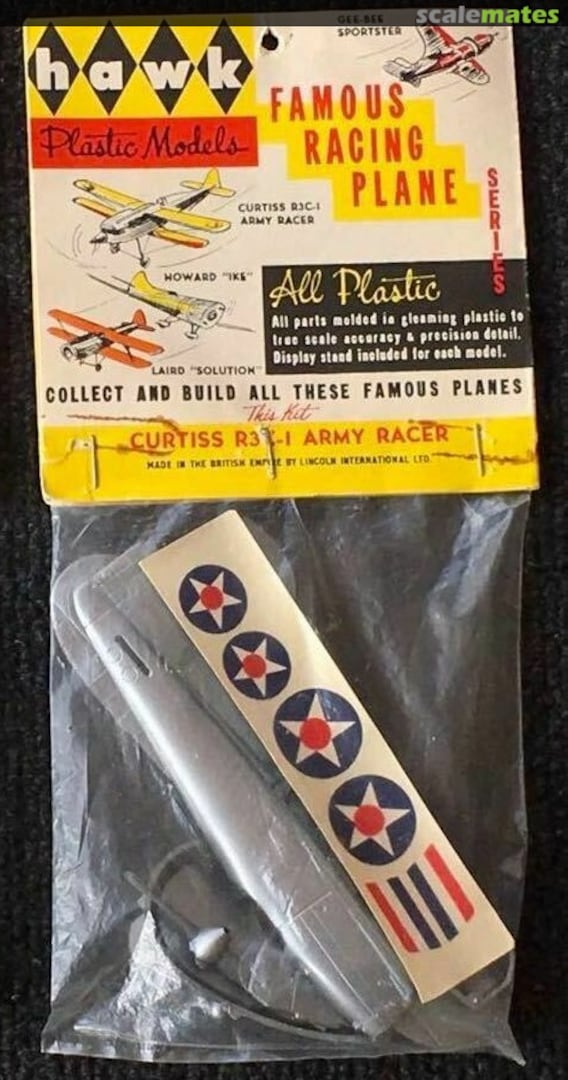 scalemates
GEE-BEE
SPORTSTER
hawk
Plastic Models
FAMOUS
RACING
PLANE
SERIES
CURTISS R3C-1
ARMY RACER
HOWARD "IKE"
LAIRD "SOLUTION"
All Plastic
All parts molded in gleaming plastic to
true scale accuracy & precision detail.
Display stand included for each model.
COLLECT AND BUILD ALL THESE FAMOUS PLANES
This Kit
CURTISS R3C-1 ARMY RACER
MADE IN THE BRITISH EMPIRE BY LINCOLN INTERNATIONAL LTD.